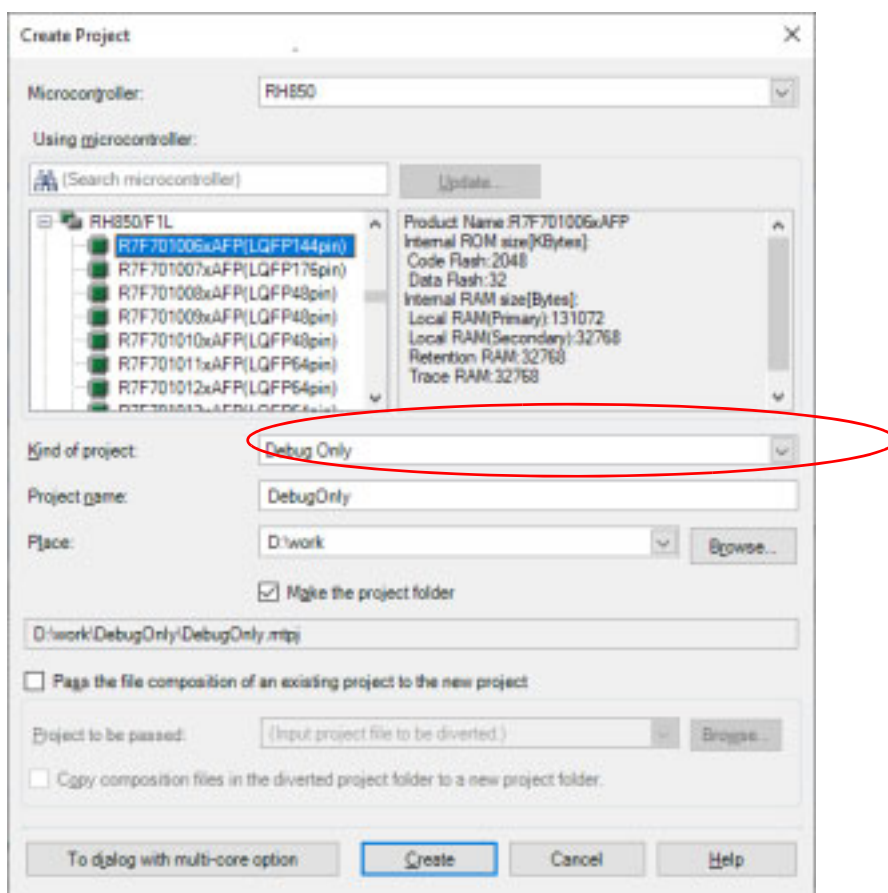 Create Project
Microcontroller: RH850
Using microcontroller:
(Search microcontroller) Update...
RH850/F1L
R7F701006xAFP(LQFP144pin)
R7F701007xAFP(LQFP176pin)
R7F701008xAFP(LQFP48pin)
R7F701009xAFP(LQFP48pin)
R7F701010xAFP(LQFP48pin)
R7F701011xAFP(LQFP64pin)
R7F701012xAFP(LQFP64pin)
Product Name:R7F701006xAFP
Internal ROM size[KBytes]:
Code Flash:2048
Data Flash:32
Internal RAM size[Bytes]:
Local RAM(Primary):131072
Local RAM(Secondary):32768
Retention RAM:32768
Trace RAM:32768
Kind of project: Debug Only
Project name: DebugOnly
Place: D:\work Browse...
Make the project folder
D:\work\DebugOnly\DebugOnly.mtpj
Pass the file composition of an existing project to the new project
Project to be passed: (Input project file to be diverted.) Browse...
Copy composition files in the diverted project folder to a new project folder.
To dialog with multi-core option Create Cancel Help